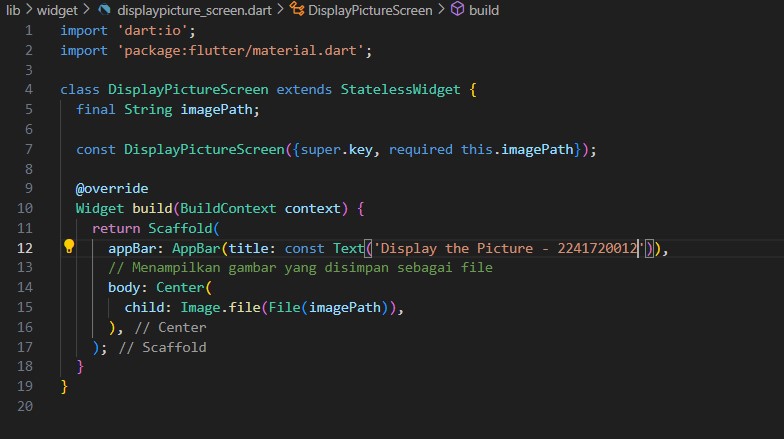 lib > widget > displaypicture_screen.dart > DisplayPictureScreen > build
1 import 'dart:io';
2 import 'package:flutter/material.dart';
3
4 class DisplayPictureScreen extends StatelessWidget {
5   final String imagePath;
6
7   const DisplayPictureScreen({super.key, required this.imagePath});
8
9   @override
10   Widget build(BuildContext context) {
11     return Scaffold(
12       appBar: AppBar(title: const Text('Display the Picture - 2241720012')),
13       // Menampilkan gambar yang disimpan sebagai file
14       body: Center(
15         child: Image.file(File(imagePath)),
16       ), // Center
17     ); // Scaffold
18   }
19 }
20